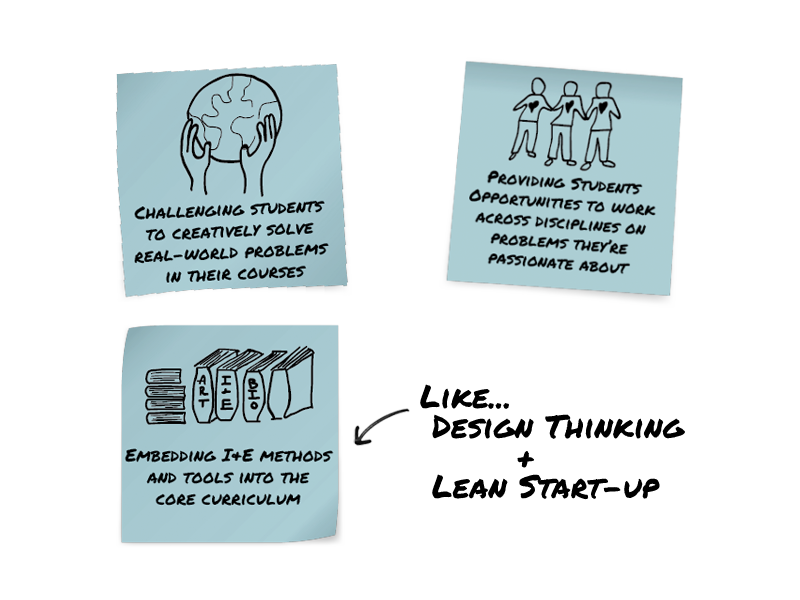 CHALLENGING STUDENTS
TO CREATIVELY SOLVE
REAL-WORLD PROBLEMS
IN THEIR COURSES
PROVIDING STUDENTS
OPPORTUNITIES TO WORK
ACROSS DISCIPLINES ON
PROBLEMS THEY'RE
PASSIONATE ABOUT
ART
I+E
BIO
EMBEDDING I+E METHODS
AND TOOLS INTO THE
CORE CURRICULUM
LIKE...
DESIGN THINKING
+
LEAN START-UP